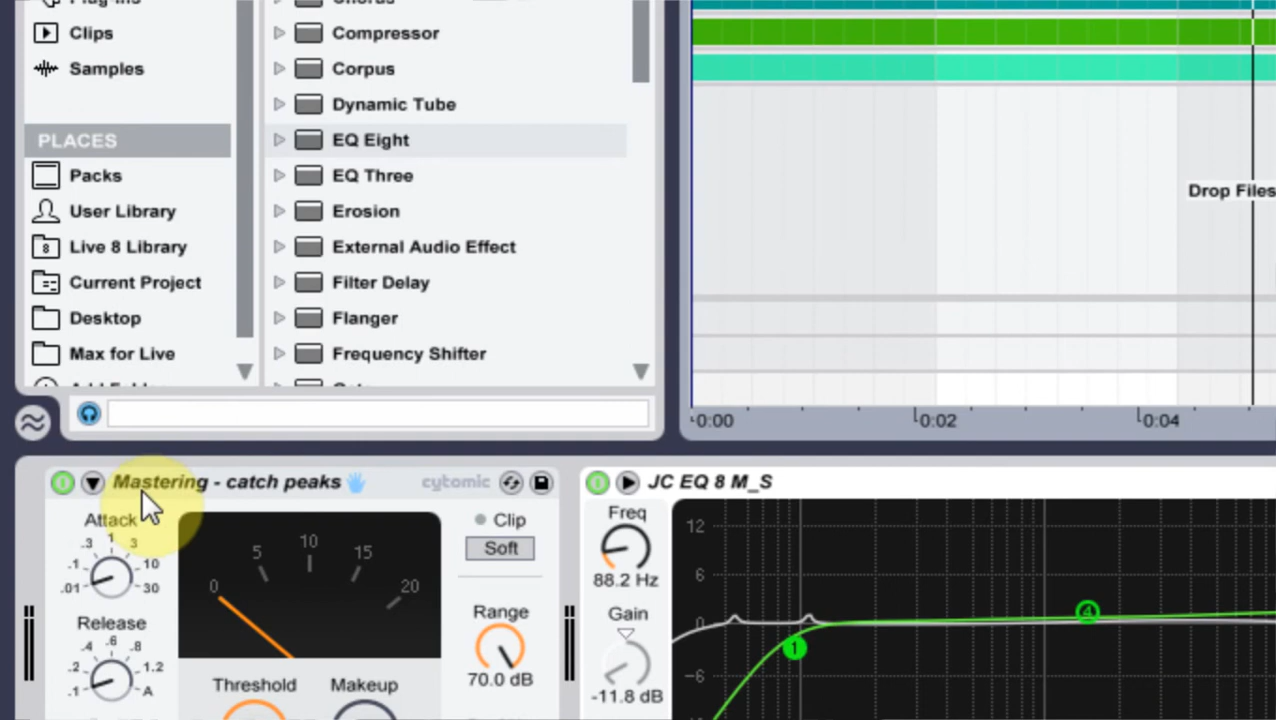 Plug-ins
Clips
Samples
PLACES
Packs
User Library
8 Live 8 Library
Current Project
Desktop
Max for Live
Chorus
Compressor
Corpus
Dynamic Tube
EQ Eight
EQ Three
Erosion
External Audio Effect
Filter Delay
Flanger
Frequency Shifter
Drop Files
0:00 0:02 0:04
Mastering - catch peaks cytomic
Attack
.01 .1 .3 1 3 10 30
Release
.1 .2 .4 .6 .8 1.2 A
0 5 10 15 20
Threshold Makeup
Clip
Soft
Range
70.0 dB
JC EQ 8 M_S
Freq
88.2 Hz
Gain
-11.8 dB
12
6
0
-6
1 4